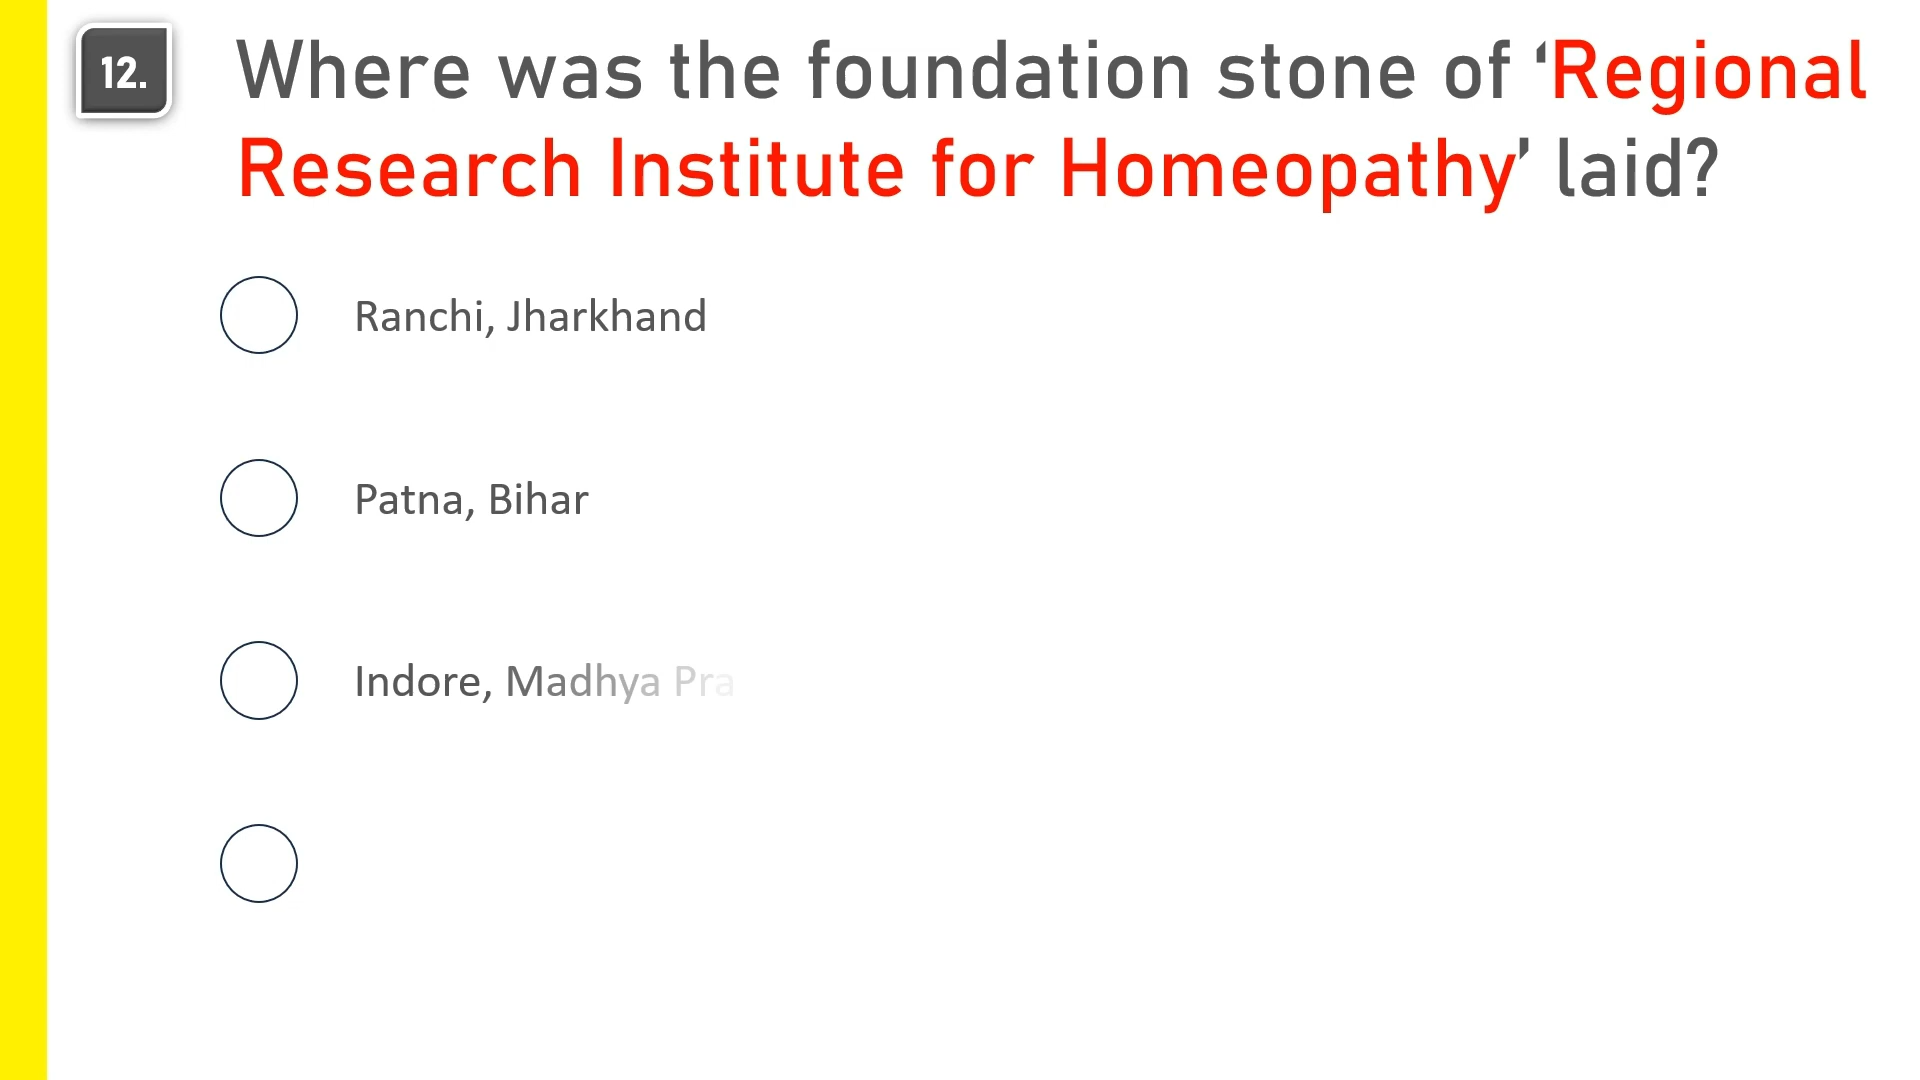 12.
Where was the foundation stone of ‘Regional
Research Institute for Homeopathy’ laid?
Ranchi, Jharkhand
Patna, Bihar
Indore, Madhya Pra